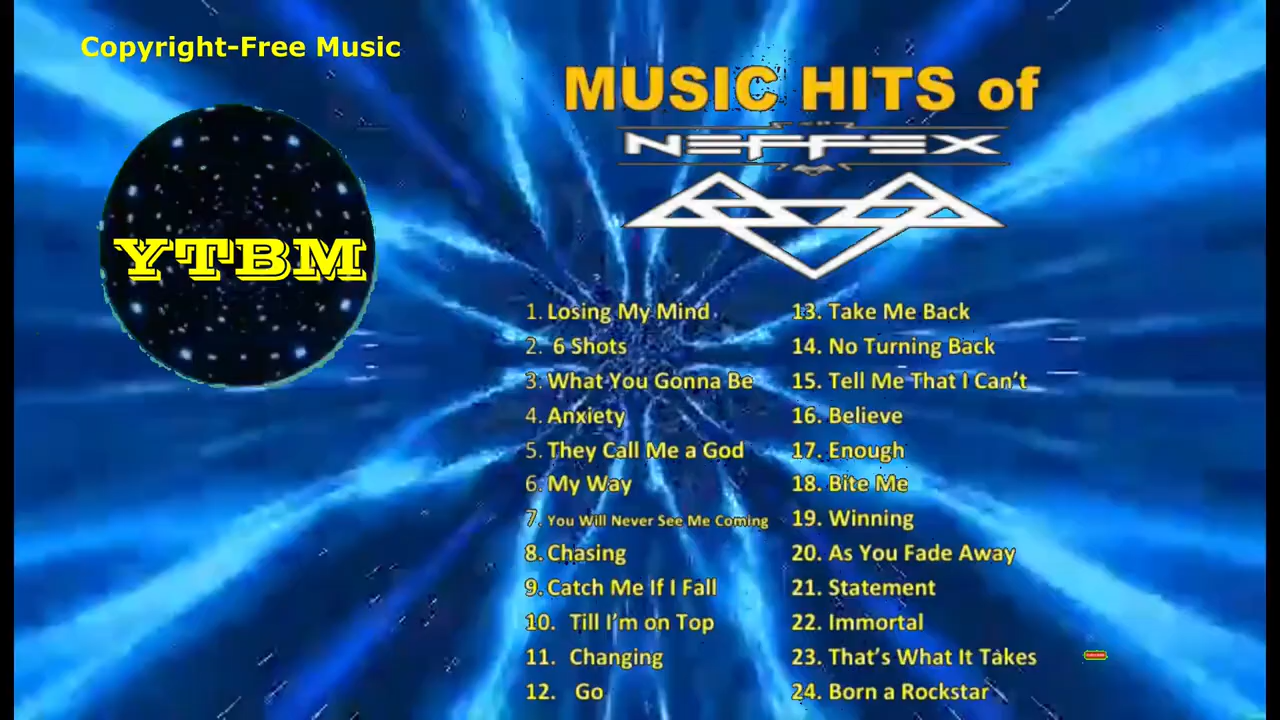 Copyright-Free Music
YTBM
MUSIC HITS of
NEFFEX
1. Losing My Mind
2. 6 Shots
3. What You Gonna Be
4. Anxiety
5. They Call Me a God
6. My Way
7. You Will Never See Me Coming
8. Chasing
9. Catch Me If I Fall
10. Till I'm on Top
11. Changing
12. Go
13. Take Me Back
14. No Turning Back
15. Tell Me That I Can't
16. Believe
17. Enough
18. Bite Me
19. Winning
20. As You Fade Away
21. Statement
22. Immortal
23. That's What It Takes
24. Born a Rockstar